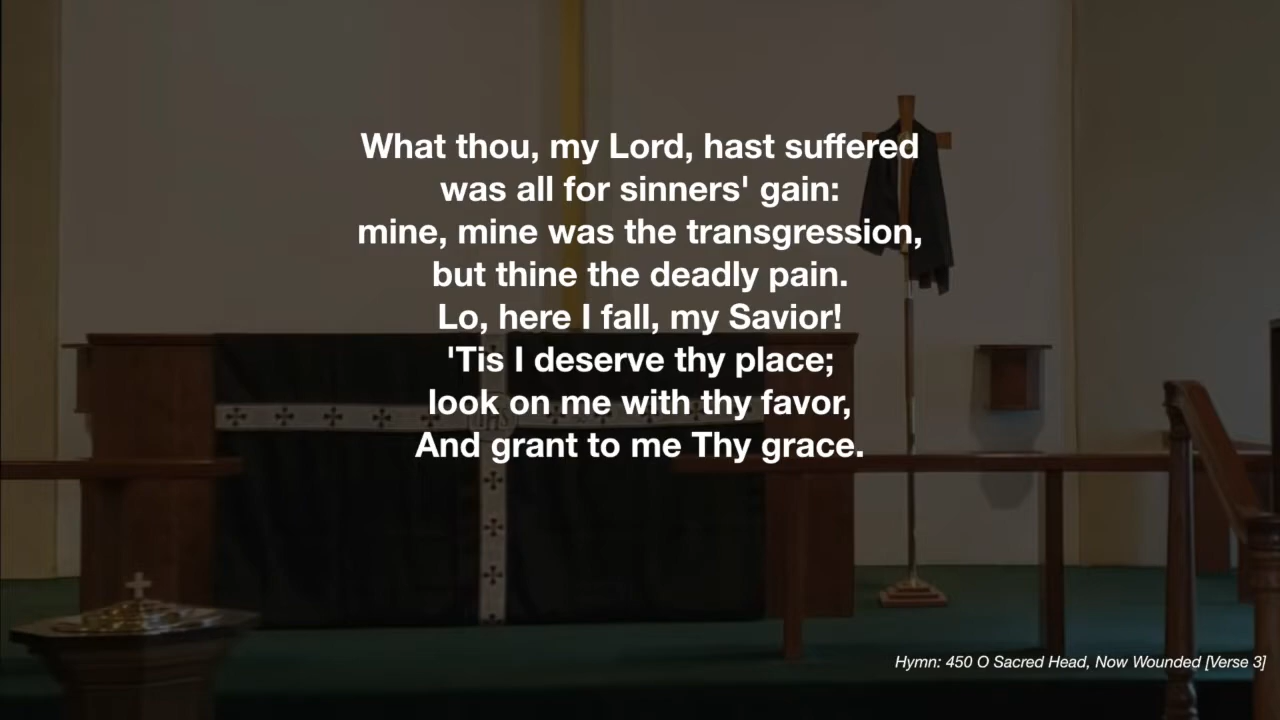 What thou, my Lord, hast suffered
was all for sinners' gain:
mine, mine was the transgression,
but thine the deadly pain.
Lo, here I fall, my Savior!
'Tis I deserve thy place;
look on me with thy favor,
And grant to me Thy grace.
IHS
Hymn: 450 O Sacred Head, Now Wounded [Verse 3]